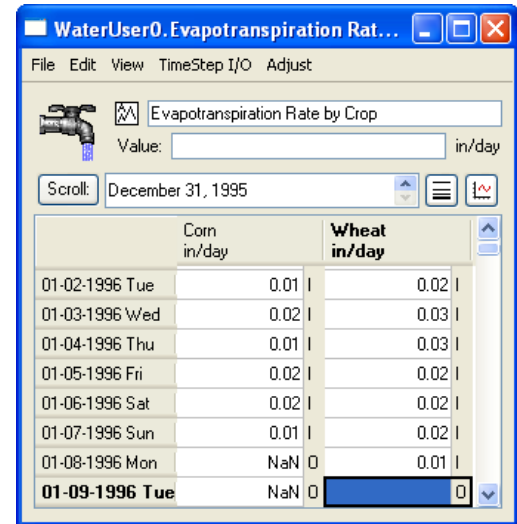 WaterUser0.Evapotranspiration Rat...
File Edit View TimeStep I/O Adjust
Evapotranspiration Rate by Crop
Value: in/day
Scroll: December 31, 1995
Corn Wheat
in/day in/day
01-02-1996 Tue 0.01 I 0.02 I
01-03-1996 Wed 0.02 I 0.03 I
01-04-1996 Thu 0.01 I 0.03 I
01-05-1996 Fri 0.02 I 0.02 I
01-06-1996 Sat 0.02 I 0.02 I
01-07-1996 Sun 0.01 I 0.02 I
01-08-1996 Mon NaN O 0.01 I
01-09-1996 Tue NaN O O